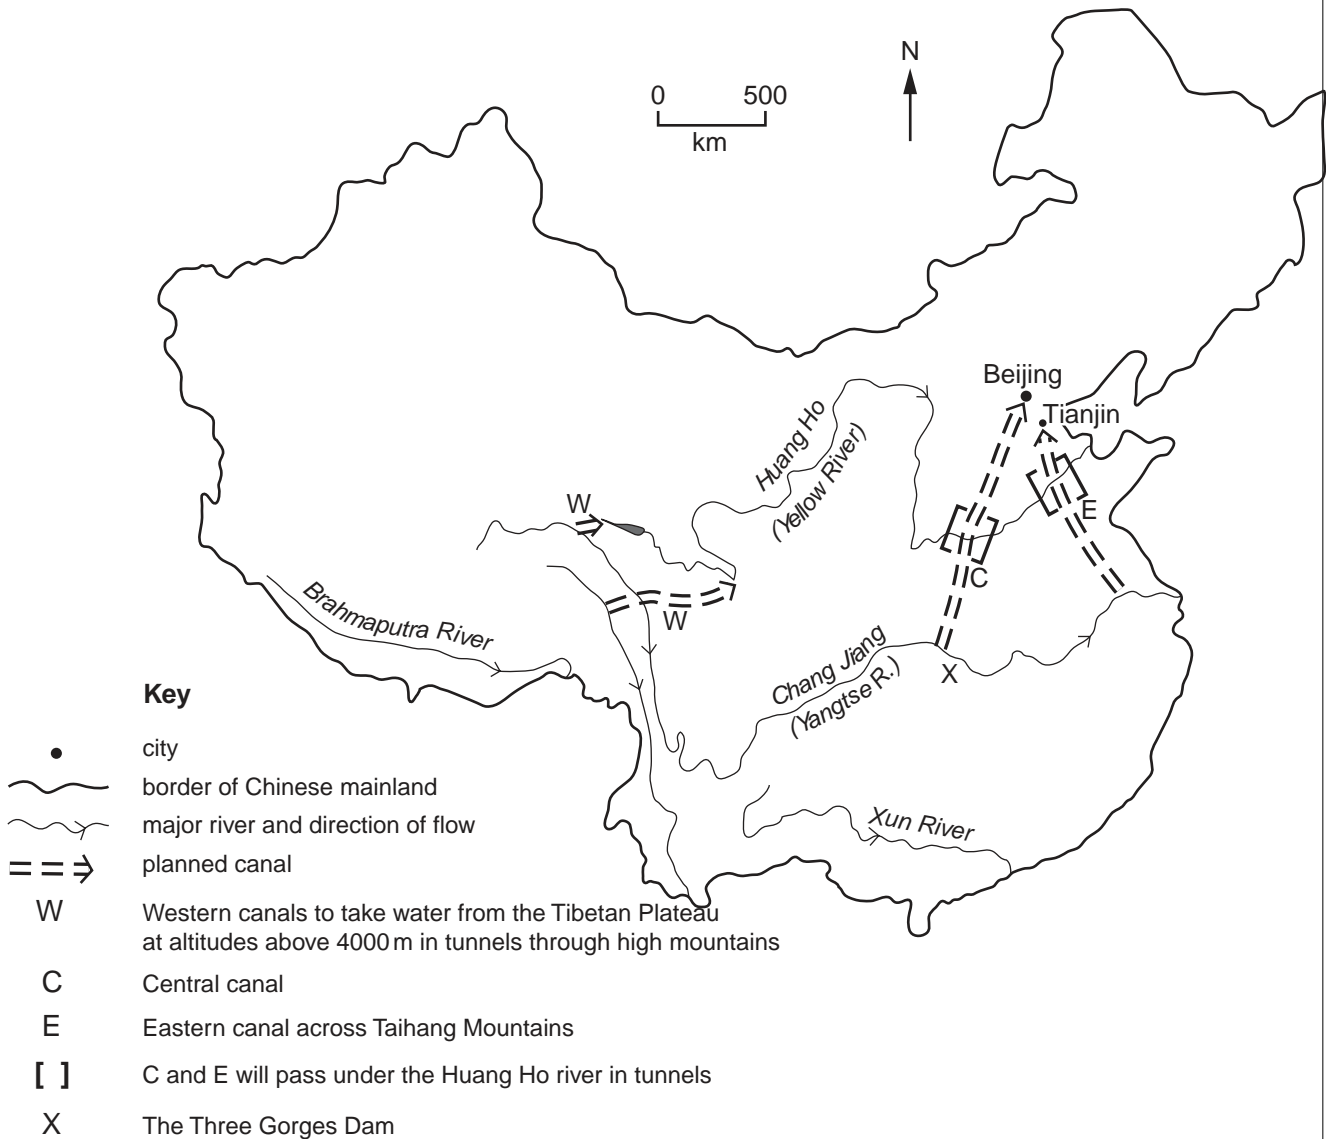 N
0 500
km
Beijing
Tianjin
Huang Ho
(Yellow River)
W
E
C
W
Brahmaputra River
Chang Jiang
(Yangtse R.)
X
Xun River
Key
city
border of Chinese mainland
major river and direction of flow
planned canal
W Western canals to take water from the Tibetan Plateau
at altitudes above 4000 m in tunnels through high mountains
C Central canal
E Eastern canal across Taihang Mountains
[ ] C and E will pass under the Huang Ho river in tunnels
X The Three Gorges Dam